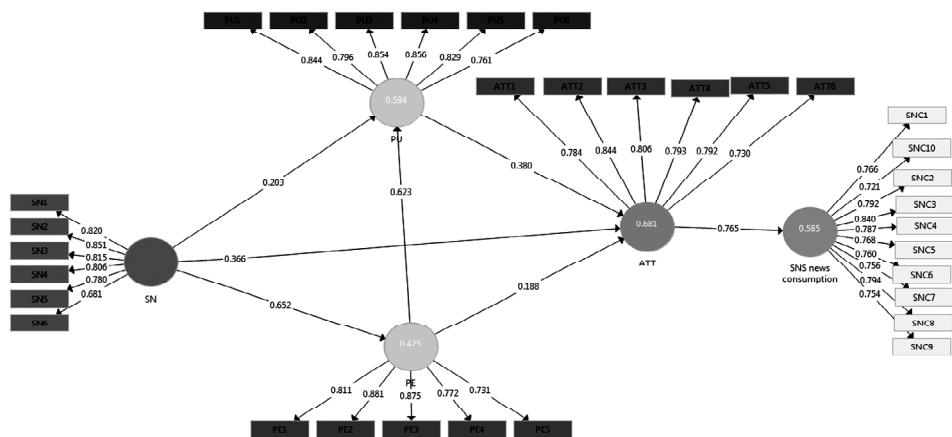 PU1 PU2 PU3 PU4 PU5 PU6
0.844 0.796 0.854 0.856 0.829 0.761
0.594
PU
ATT1 ATT2 ATT3 ATT4 ATT5 ATT6
0.784 0.844 0.806 0.793 0.792 0.730
SNC1
SNC10
SNC2
SNC3
SNC4
SNC5
SNC6
SNC7
SNC8
SNC9
0.766
0.721
0.792
0.840
0.787
0.768
0.760
0.756
0.794
0.754
0.203
0.623
0.380
SN1
SN2
SN3
SN4
SN5
SN6
0.820
0.851
0.815
0.806
0.780
0.681
SN
0.366
0.681
ATT
0.765
0.585
SNS news
consumption
0.652
0.188
0.425
PE
0.811 0.881 0.875 0.772 0.731
PE1 PE2 PE3 PE4 PE5